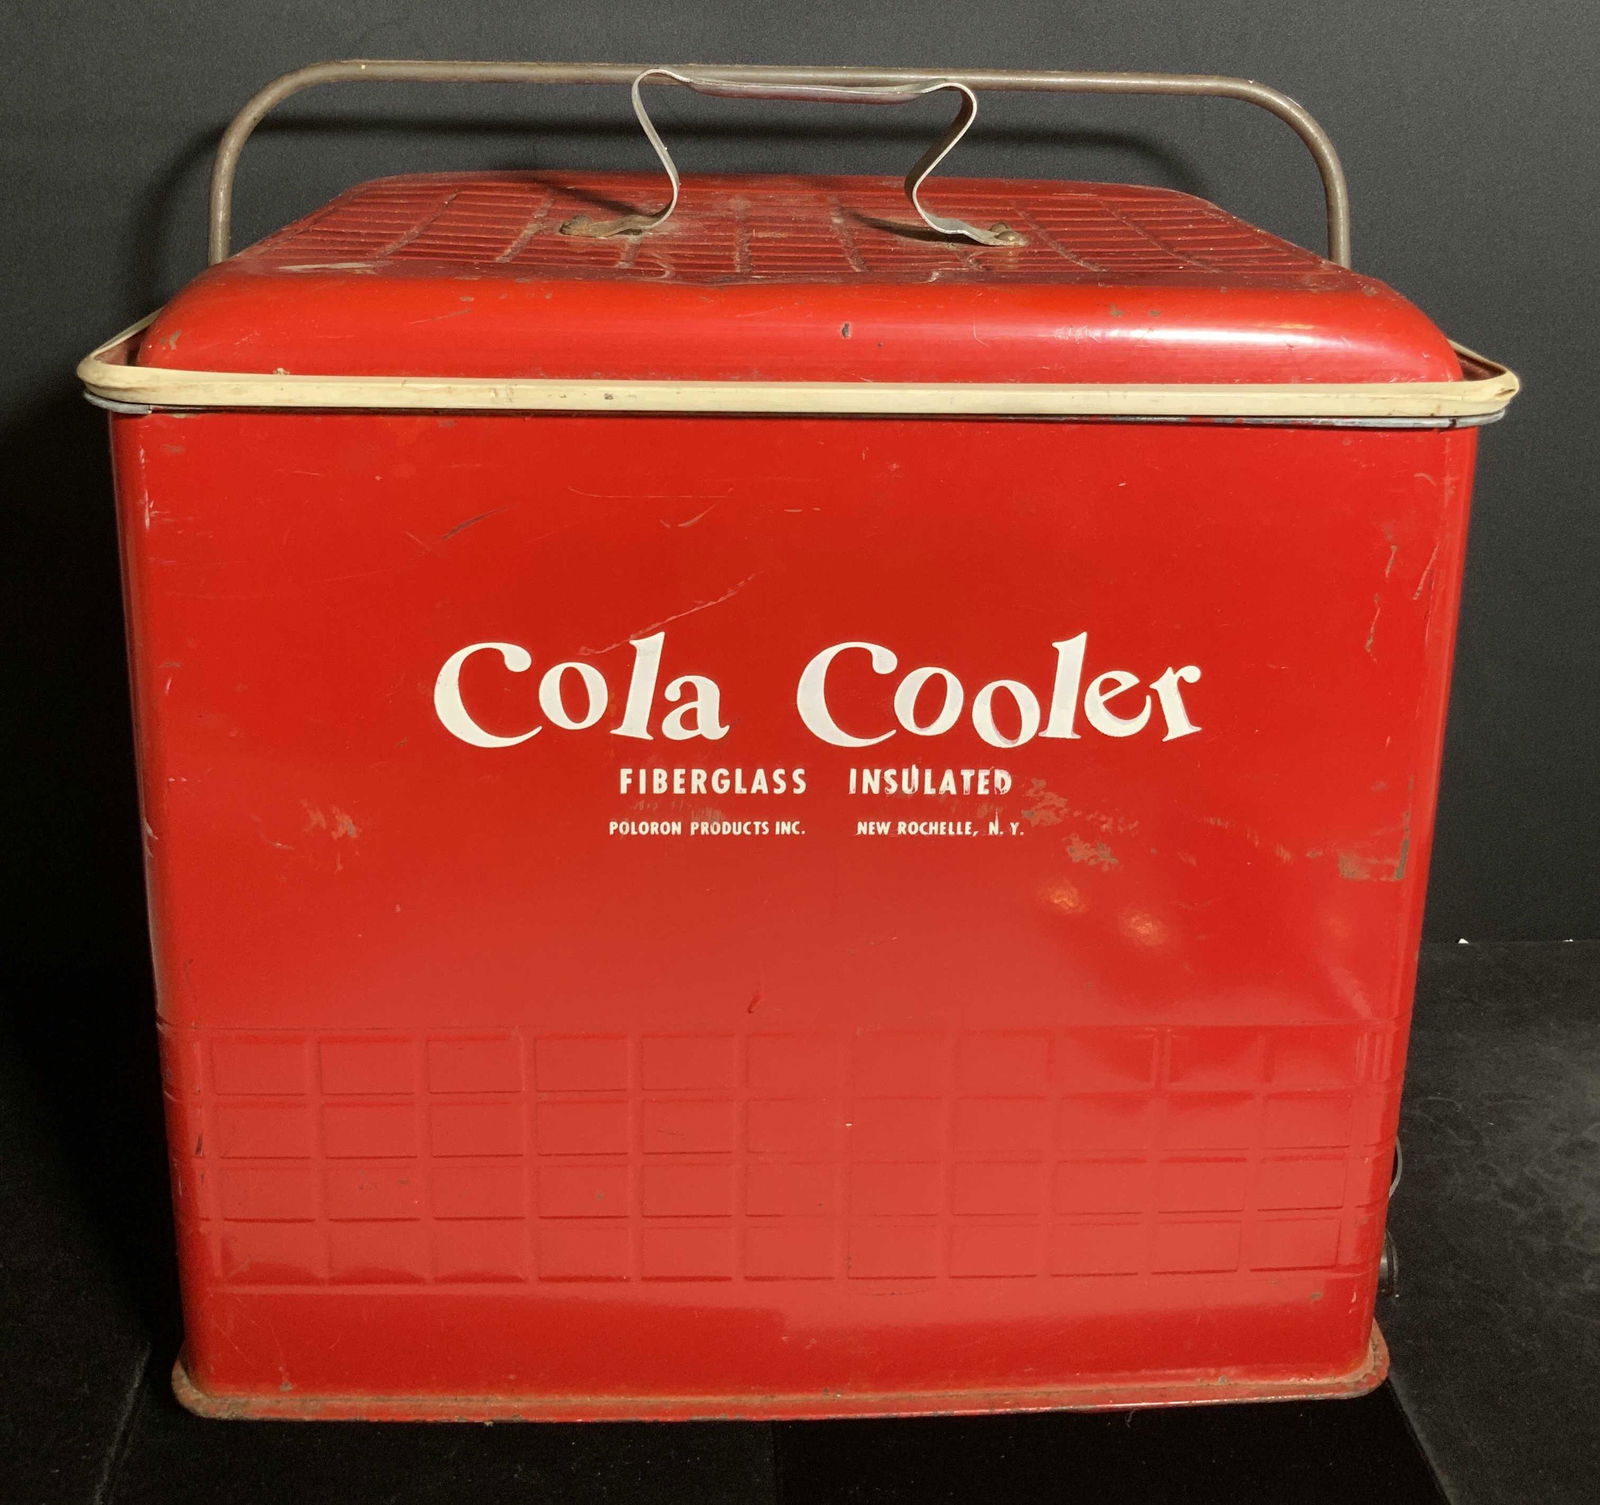 Cola Cooler
FIBERGLASS INSULATED
POLORON PRODUCTS INC. NEW ROCHELLE, N. Y.